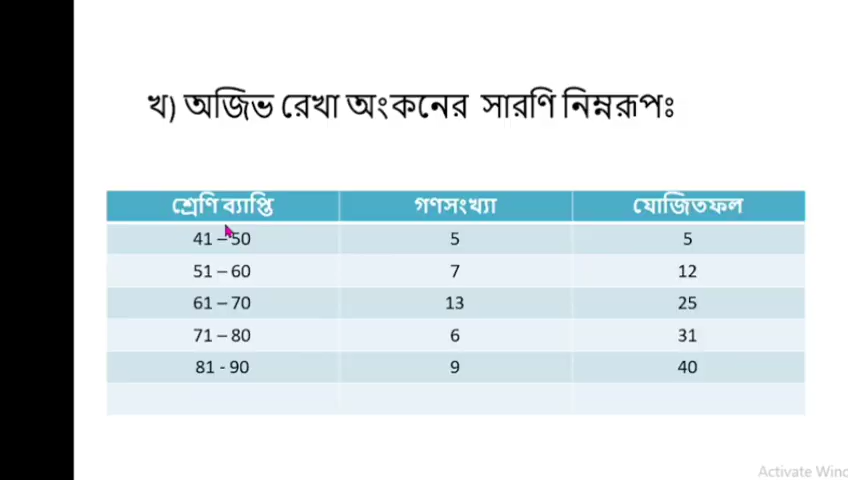 খ) অজিভ রেখা অংকনের সারণি নিম্নরূপঃ
শ্রেণি ব্যাপ্তি গণসংখ্যা যোজিতফল
41 – 50 5 5
51 – 60 7 12
61 – 70 13 25
71 – 80 6 31
81 - 90 9 40
Activate Winc